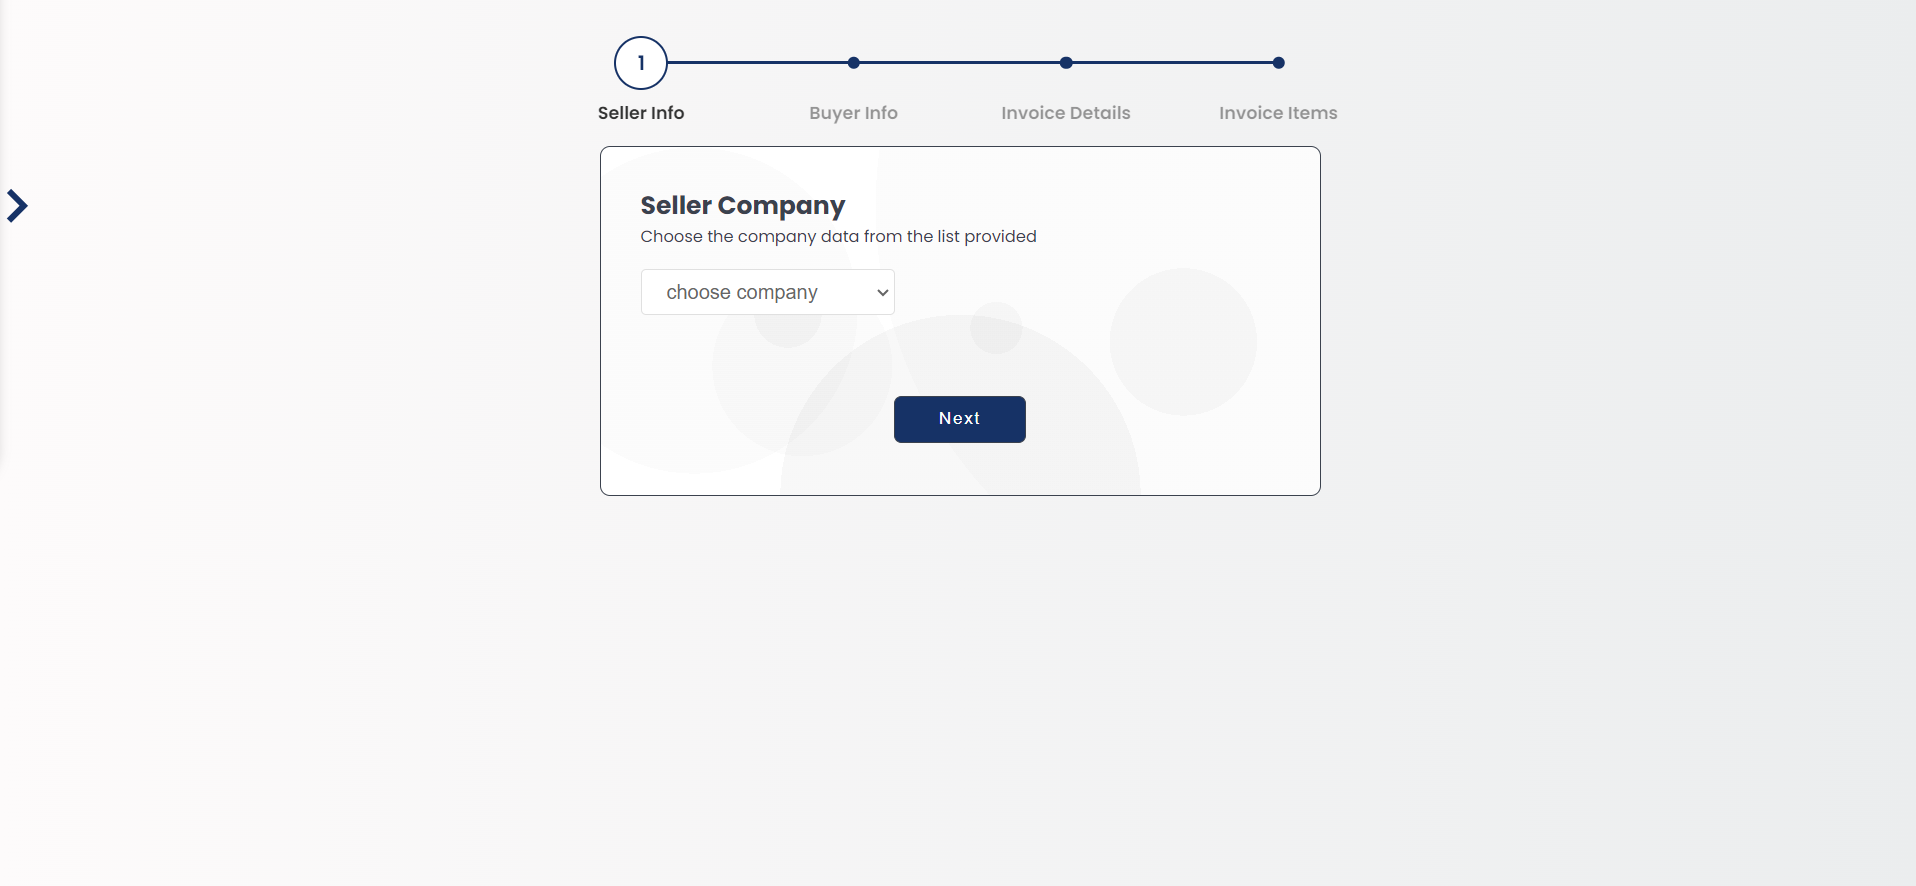 1
Seller Info Buyer Info Invoice Details Invoice Items
Seller Company
Choose the company data from the list provided
choose company
Next